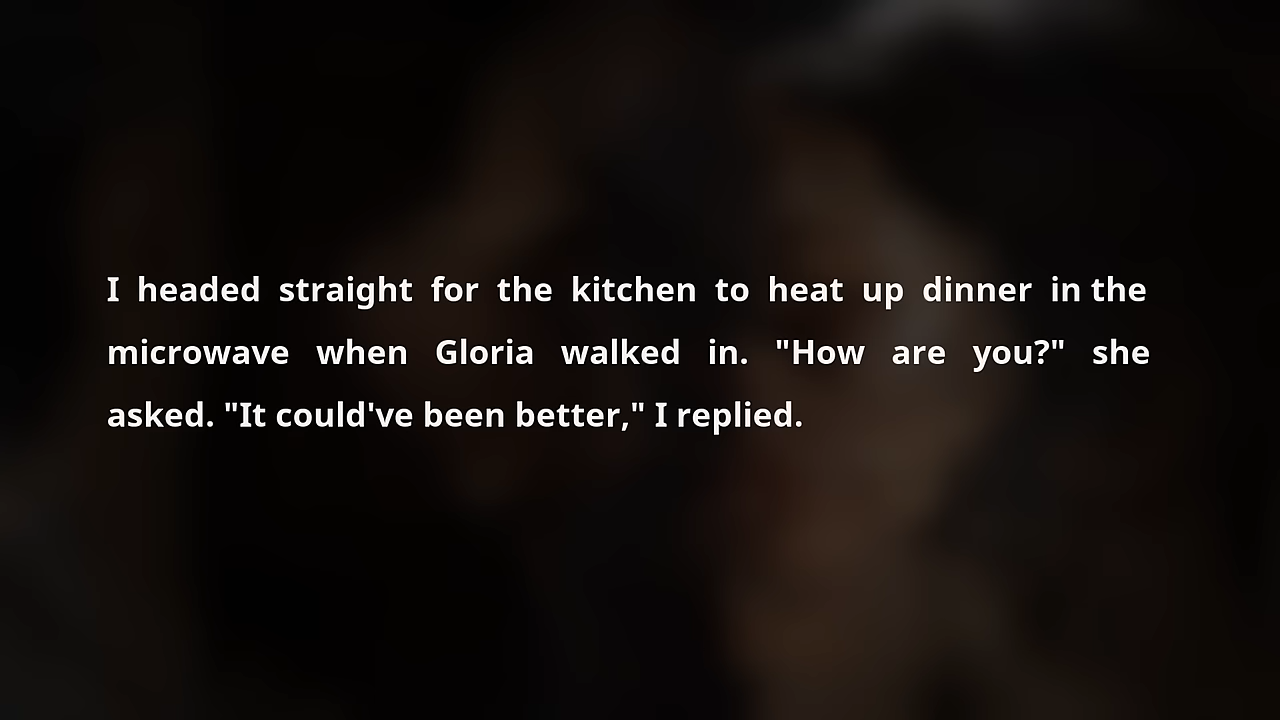 I headed straight for the kitchen to heat up dinner in the
microwave when Gloria walked in. "How are you?" she
asked. "It could've been better," I replied.